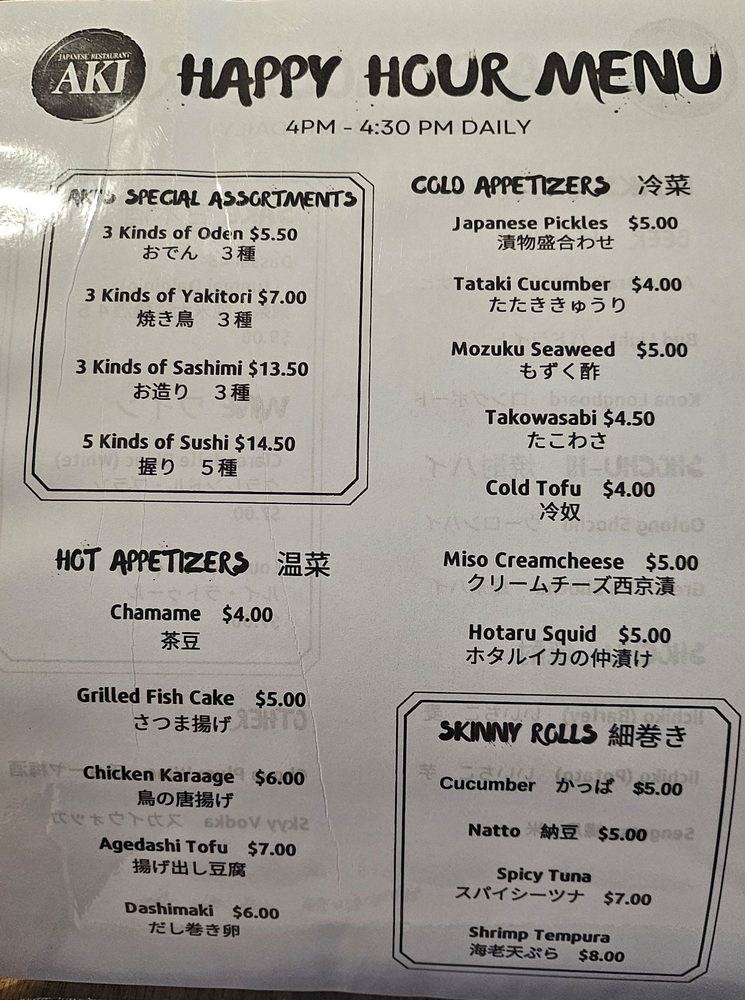 JAPANESE RESTAURANT
AKI
HAPPY HOUR MENU
4PM - 4:30 PM DAILY
AKI'S SPECIAL ASSORTMENTS
3 Kinds of Oden $5.50
おでん 3種
3 Kinds of Yakitori $7.00
焼き鳥 3種
3 Kinds of Sashimi $13.50
お造り 3種
5 Kinds of Sushi $14.50
握り 5種
HOT APPETIZERS 温菜
Chamame $4.00
茶豆
Grilled Fish Cake $5.00
さつま揚げ
Chicken Karaage $6.00
鳥の唐揚げ
Agedashi Tofu $7.00
揚げ出し豆腐
Dashimaki $6.00
だし巻き卵
COLD APPETIZERS 冷菜
Japanese Pickles $5.00
漬物盛合わせ
Tataki Cucumber $4.00
たたききゅうり
Mozuku Seaweed $5.00
もずく酢
Takowasabi $4.50
たこわさ
Cold Tofu $4.00
冷奴
Miso Creamcheese $5.00
クリームチーズ西京漬
Hotaru Squid $5.00
ホタルイカの仲漬け
SKINNY ROLLS 細巻き
Cucumber かっぱ $5.00
Natto 納豆 $5.00
Spicy Tuna
スパイシーツナ $7.00
Shrimp Tempura
海老天ぷら $8.00